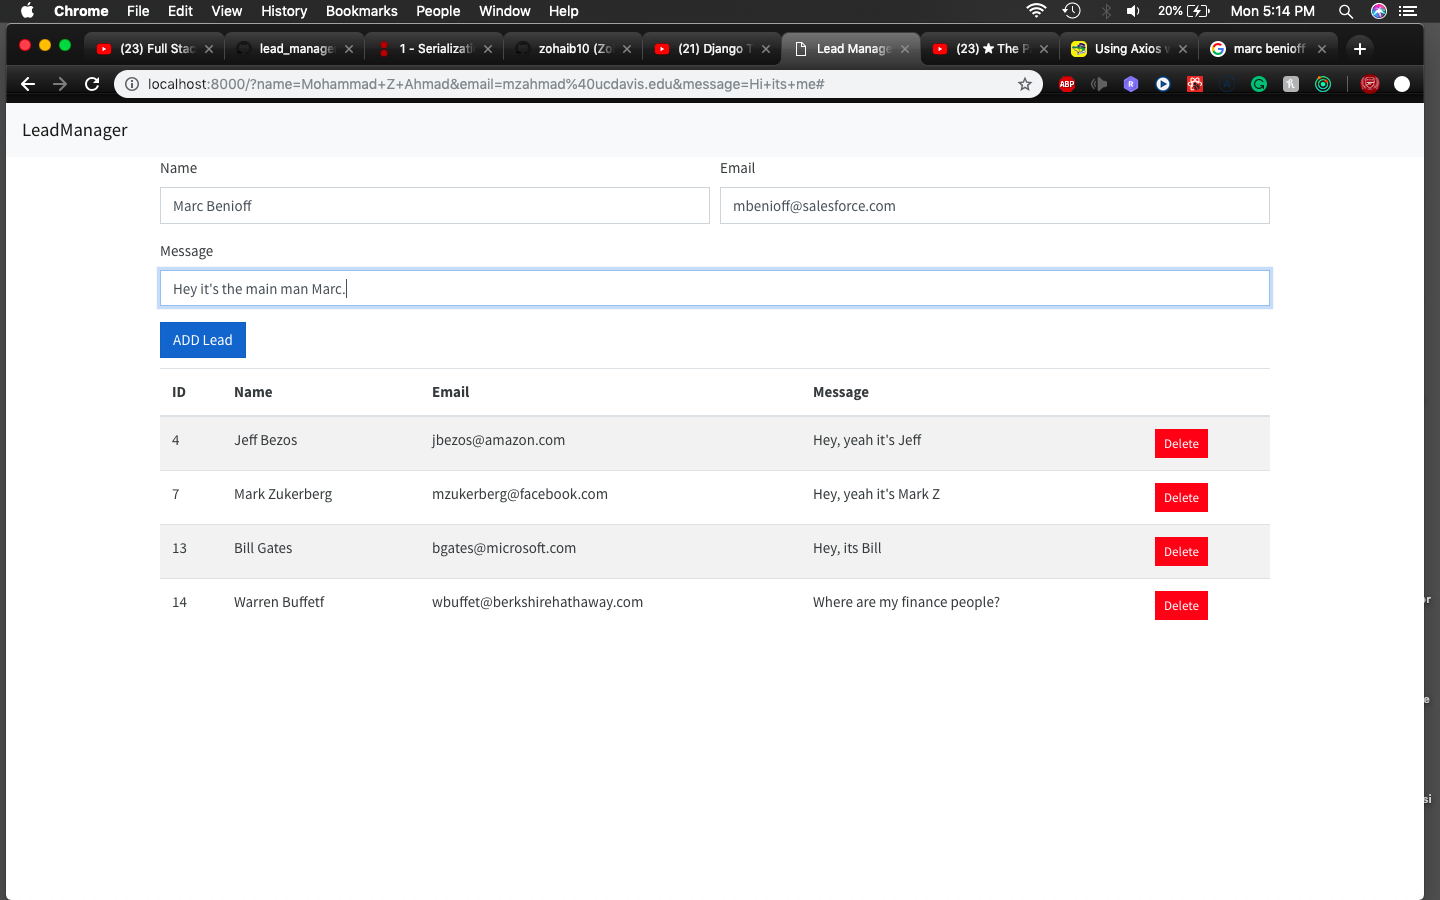 Chrome File Edit View History Bookmarks People Window Help 20% Mon 5:14 PM
(23) Full Stac lead_manage 1 - Serializati zohaib10 (Zo (21) Django T Lead Manage (23) ★ The P Using Axios w marc benioff
localhost:8000/?name=Mohammad+Z+Ahmad&email=mzahmad%40ucdavis.edu&message=Hi+its+me# ABP R
LeadManager
Name Email
Marc Benioff mbenioff@salesforce.com
Message
Hey it's the main man Marc.
ADD Lead
ID Name Email Message
4 Jeff Bezos jbezos@amazon.com Hey, yeah it's Jeff Delete
7 Mark Zukerberg mzukerberg@facebook.com Hey, yeah it's Mark Z Delete
13 Bill Gates bgates@microsoft.com Hey, its Bill Delete
14 Warren Buffetf wbuffet@berkshirehathaway.com Where are my finance people? Delete